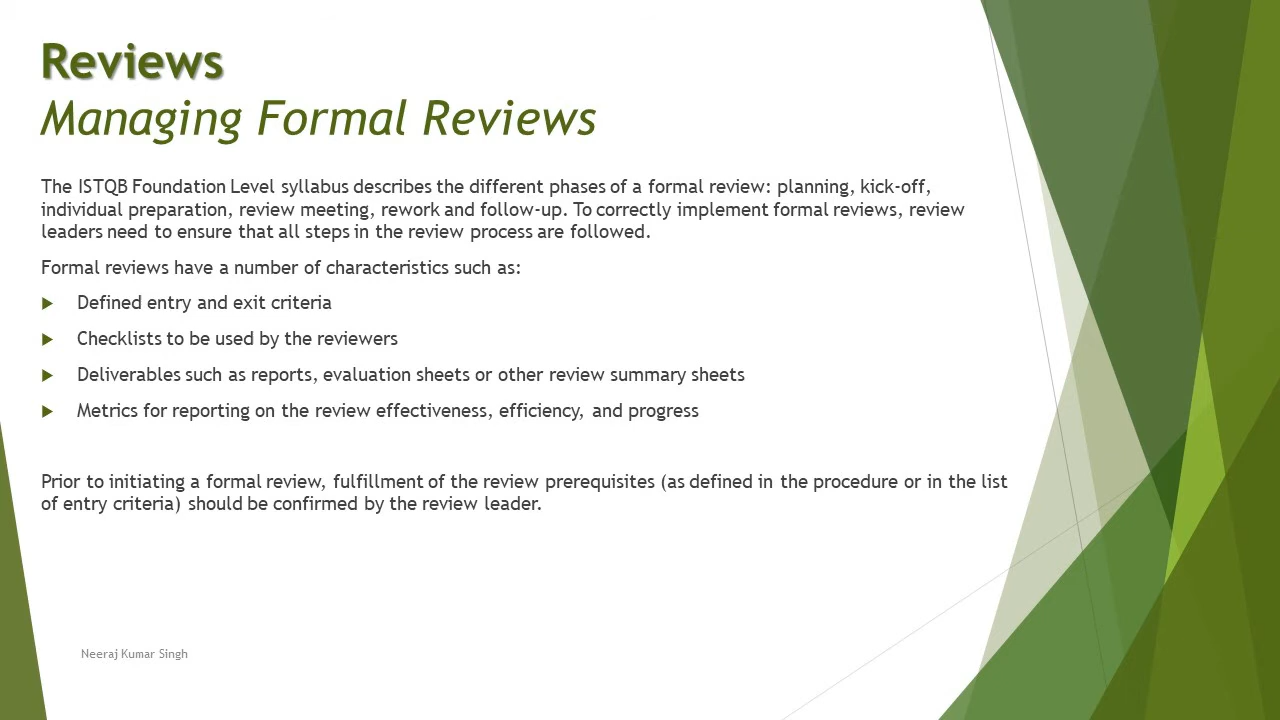 Reviews
Managing Formal Reviews
The ISTQB Foundation Level syllabus describes the different phases of a formal review: planning, kick-off,
individual preparation, review meeting, rework and follow-up. To correctly implement formal reviews, review
leaders need to ensure that all steps in the review process are followed.
Formal reviews have a number of characteristics such as:
Defined entry and exit criteria
Checklists to be used by the reviewers
Deliverables such as reports, evaluation sheets or other review summary sheets
Metrics for reporting on the review effectiveness, efficiency, and progress
Prior to initiating a formal review, fulfillment of the review prerequisites (as defined in the procedure or in the list
of entry criteria) should be confirmed by the review leader.
Neeraj Kumar Singh